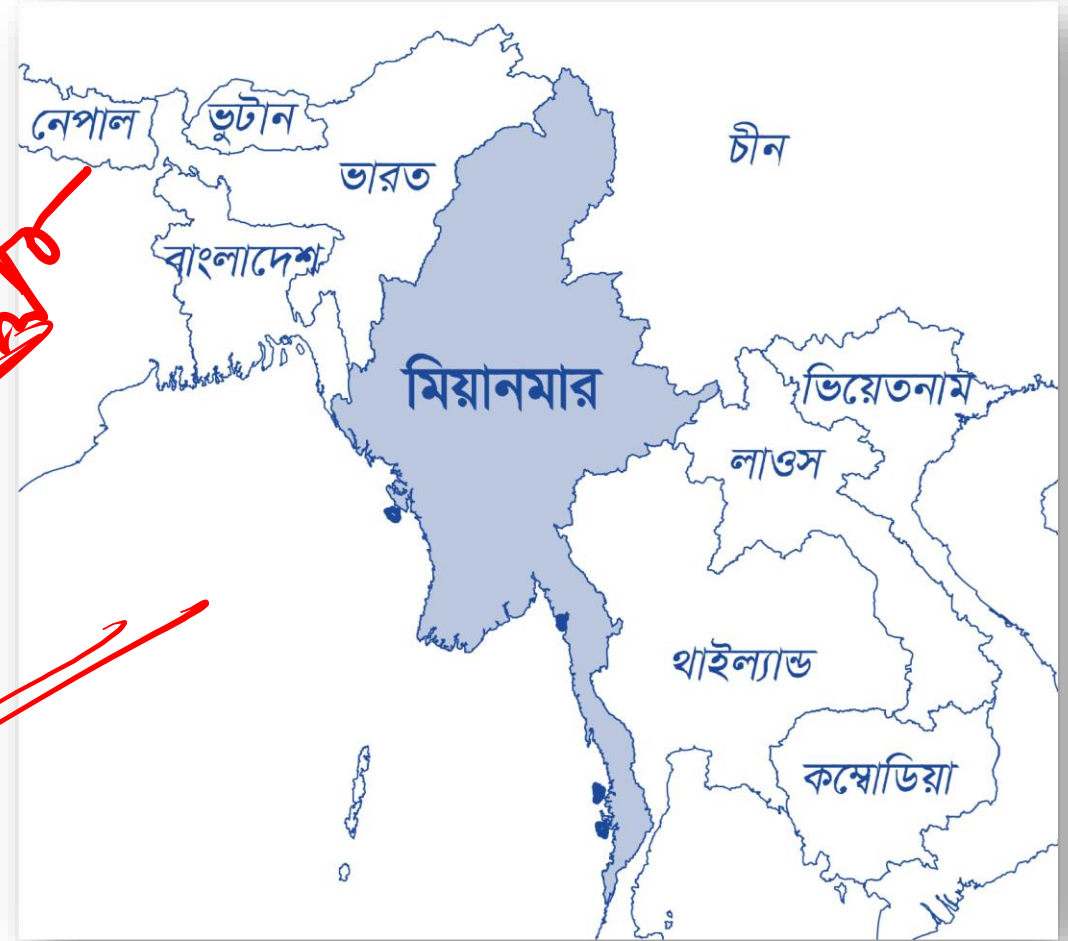 নেপাল
ভুটান
চীন
ভারত
বাংলাদেশ
মিয়ানমার
ভিয়েতনাম
লাওস
থাইল্যান্ড
কম্বোডিয়া